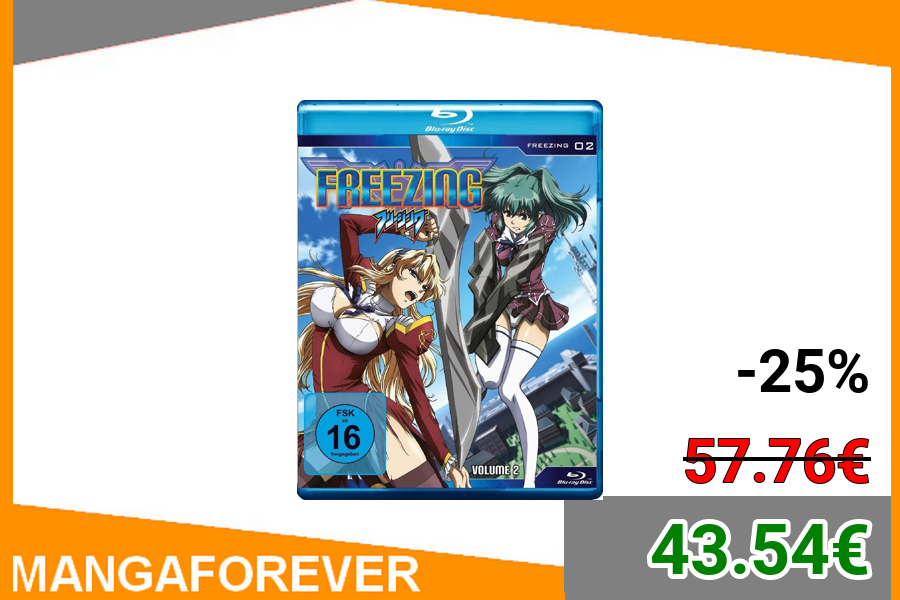 Blu-ray Disc
FREEZING 02
FREEZING
フリージング
FSK
ab
16
freigegeben
VOLUME 2
Blu-ray Disc
-25%
57.76€
43.54€
MANGAFOREVER